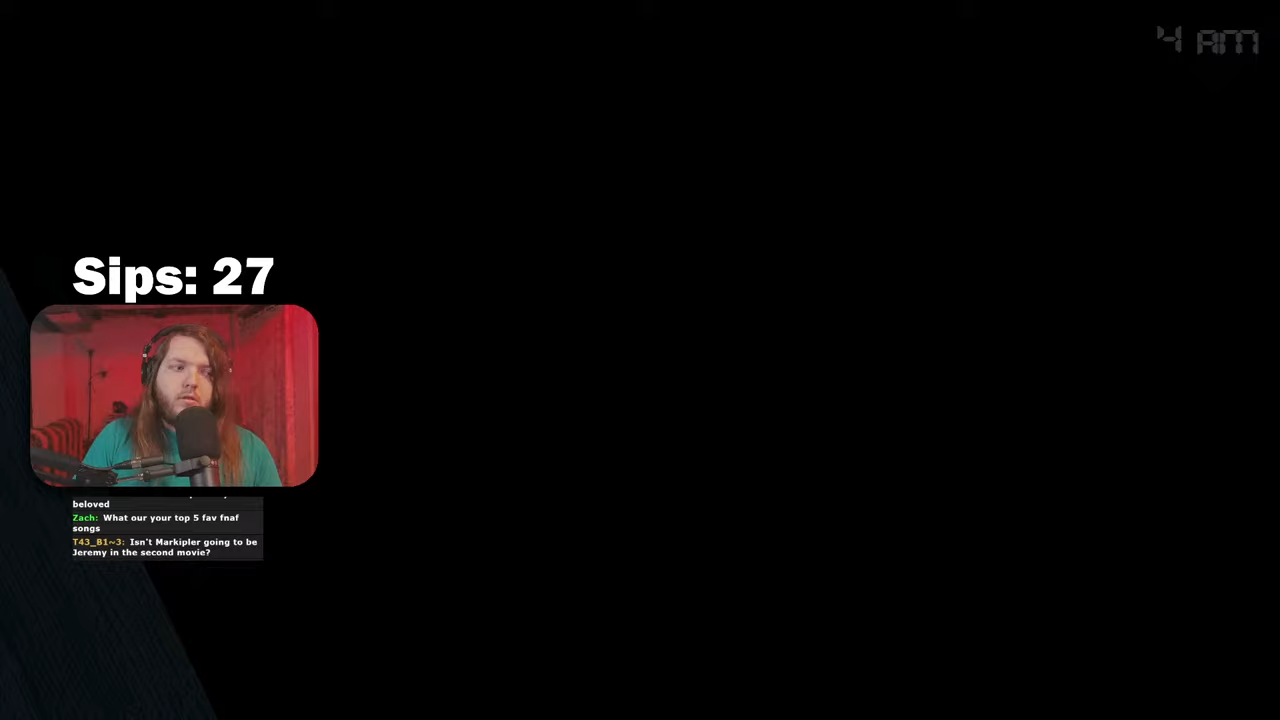 4 AM
Sips: 27
beloved
Zach: What our your top 5 fav fnaf
songs
T43_B1~3: Isn't Markipler going to be
Jeremy in the second movie?